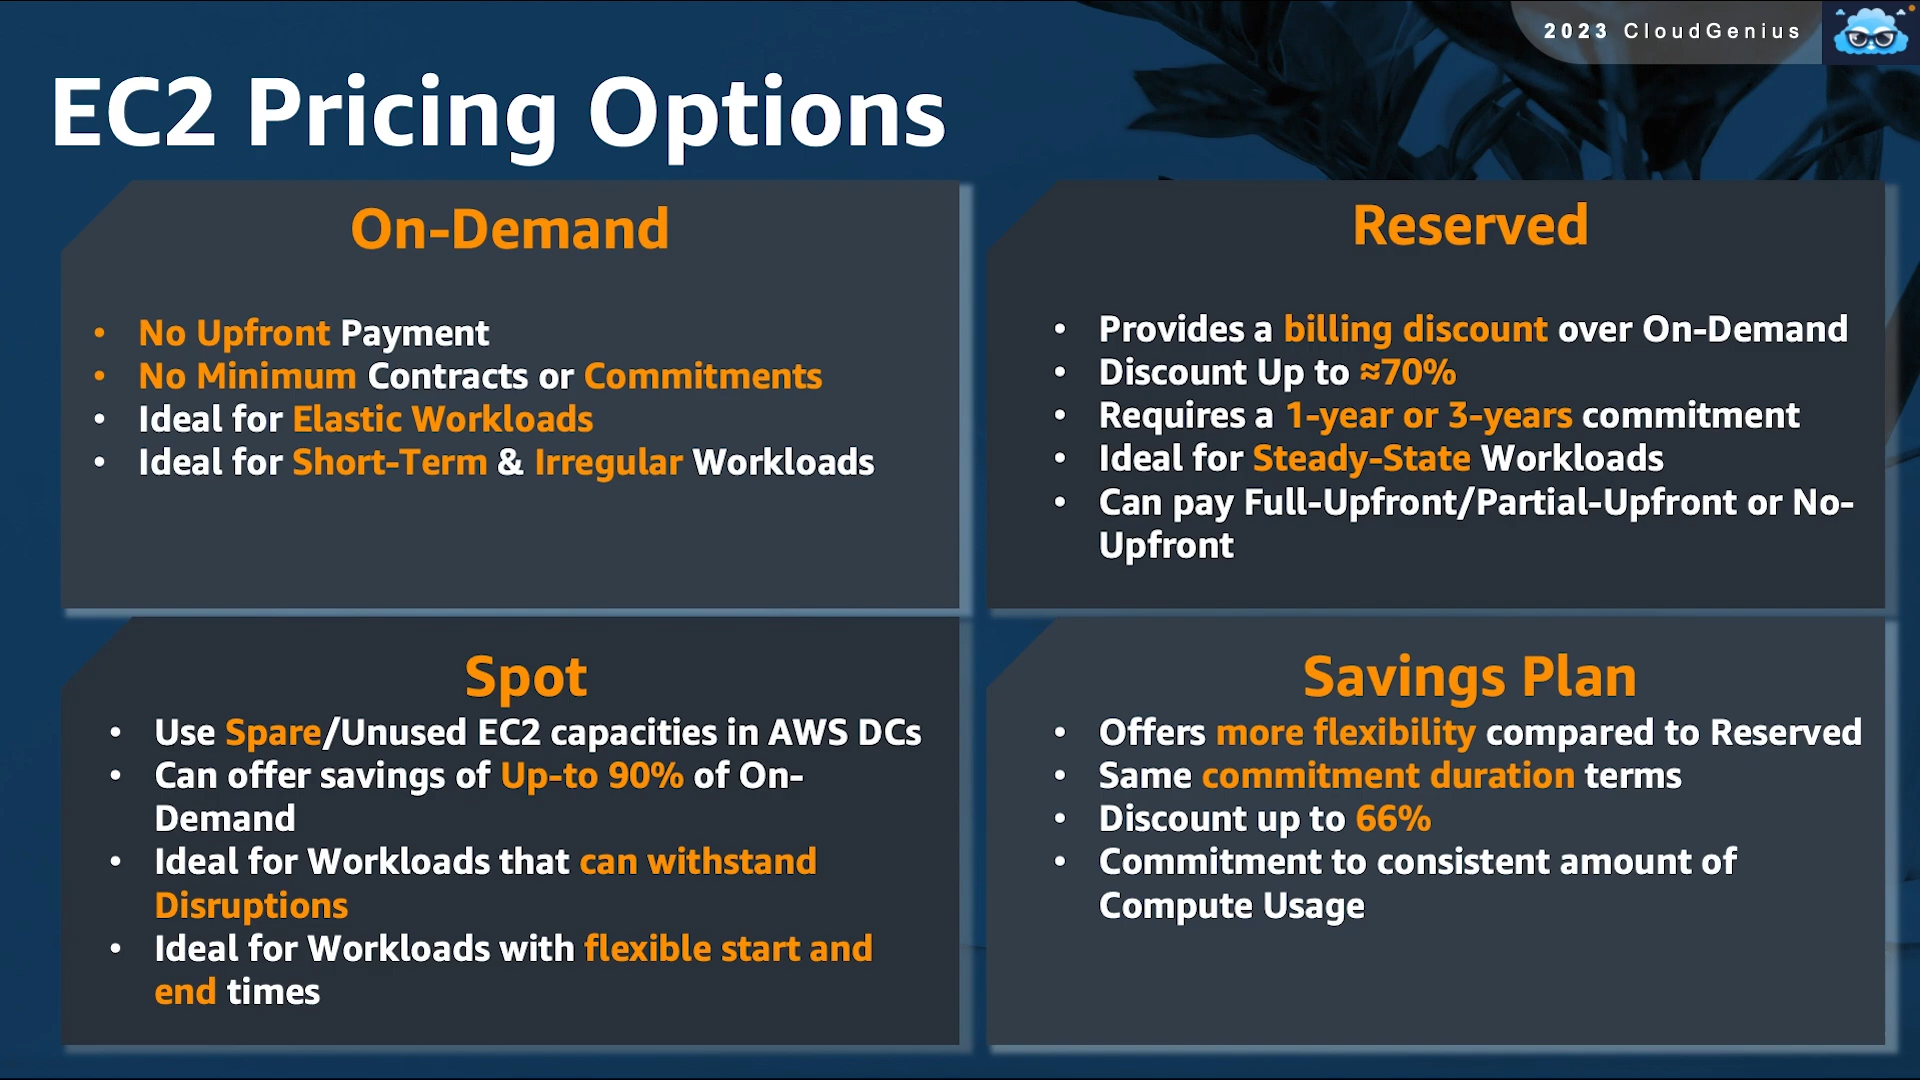 2023 CloudGenius
EC2 Pricing Options
On-Demand
• No Upfront Payment
• No Minimum Contracts or Commitments
• Ideal for Elastic Workloads
• Ideal for Short-Term & Irregular Workloads
Reserved
• Provides a billing discount over On-Demand
• Discount Up to ≈70%
• Requires a 1-year or 3-years commitment
• Ideal for Steady-State Workloads
• Can pay Full-Upfront/Partial-Upfront or No-
Upfront
Spot
• Use Spare/Unused EC2 capacities in AWS DCs
• Can offer savings of Up-to 90% of On-
Demand
• Ideal for Workloads that can withstand
Disruptions
• Ideal for Workloads with flexible start and
end times
Savings Plan
• Offers more flexibility compared to Reserved
• Same commitment duration terms
• Discount up to 66%
• Commitment to consistent amount of
Compute Usage